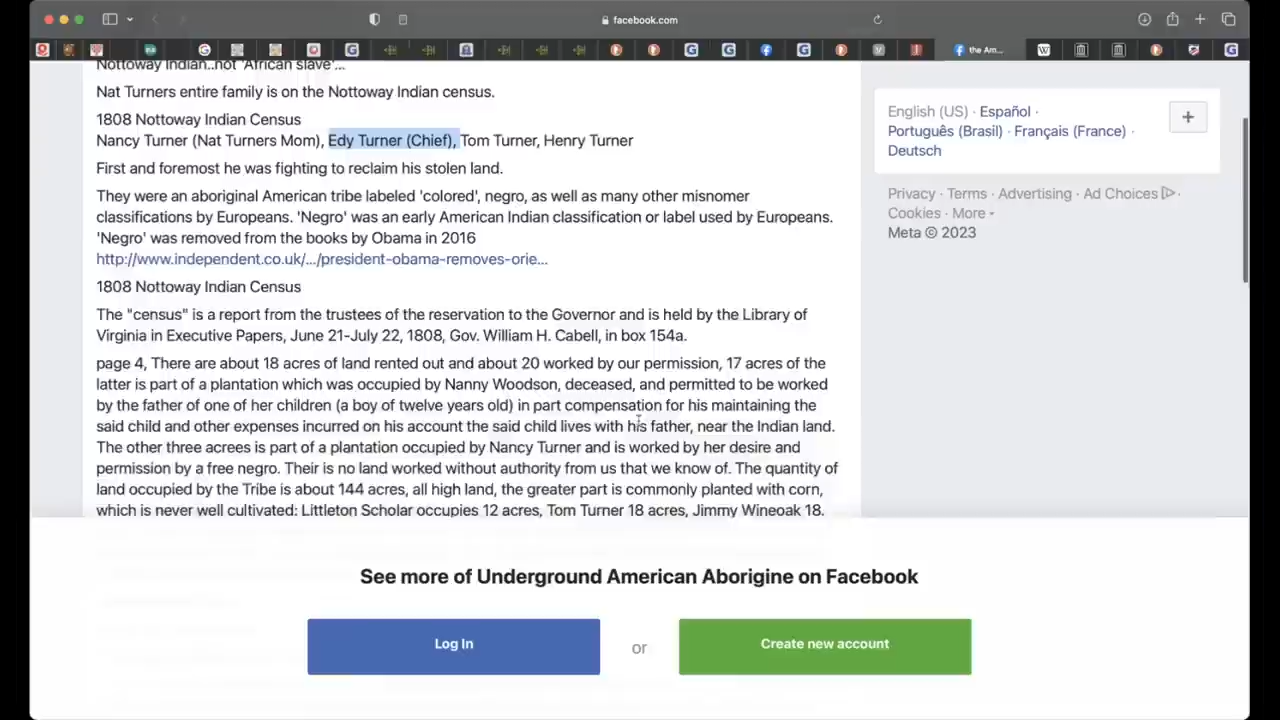 facebook.com
the Am...
Nottoway Indian..not 'African slave'...
Nat Turners entire family is on the Nottoway Indian census.
1808 Nottoway Indian Census
Nancy Turner (Nat Turners Mom), Edy Turner (Chief), Tom Turner, Henry Turner
First and foremost he was fighting to reclaim his stolen land.
They were an aboriginal American tribe labeled 'colored', negro, as well as many other misnomer
classifications by Europeans. 'Negro' was an early American Indian classification or label used by Europeans.
'Negro' was removed from the books by Obama in 2016
http://www.independent.co.uk/.../president-obama-removes-orie...
1808 Nottoway Indian Census
The "census" is a report from the trustees of the reservation to the Governor and is held by the Library of
Virginia in Executive Papers, June 21-July 22, 1808, Gov. William H. Cabell, in box 154a.
page 4, There are about 18 acres of land rented out and about 20 worked by our permission, 17 acres of the
latter is part of a plantation which was occupied by Nanny Woodson, deceased, and permitted to be worked
by the father of one of her children (a boy of twelve years old) in part compensation for his maintaining the
said child and other expenses incurred on his account the said child lives with his father, near the Indian land.
The other three acrees is part of a plantation occupied by Nancy Turner and is worked by her desire and
permission by a free negro. Their is no land worked without authority from us that we know of. The quantity of
land occupied by the Tribe is about 144 acres, all high land, the greater part is commonly planted with corn,
which is never well cultivated: Littleton Scholar occupies 12 acres, Tom Turner 18 acres, Jimmy Wineoak 18.
English (US) · Español ·
Português (Brasil) · Français (France) ·
Deutsch
Privacy · Terms · Advertising · Ad Choices ·
Cookies · More
Meta © 2023
See more of Underground American Aborigine on Facebook
Log In
or
Create new account